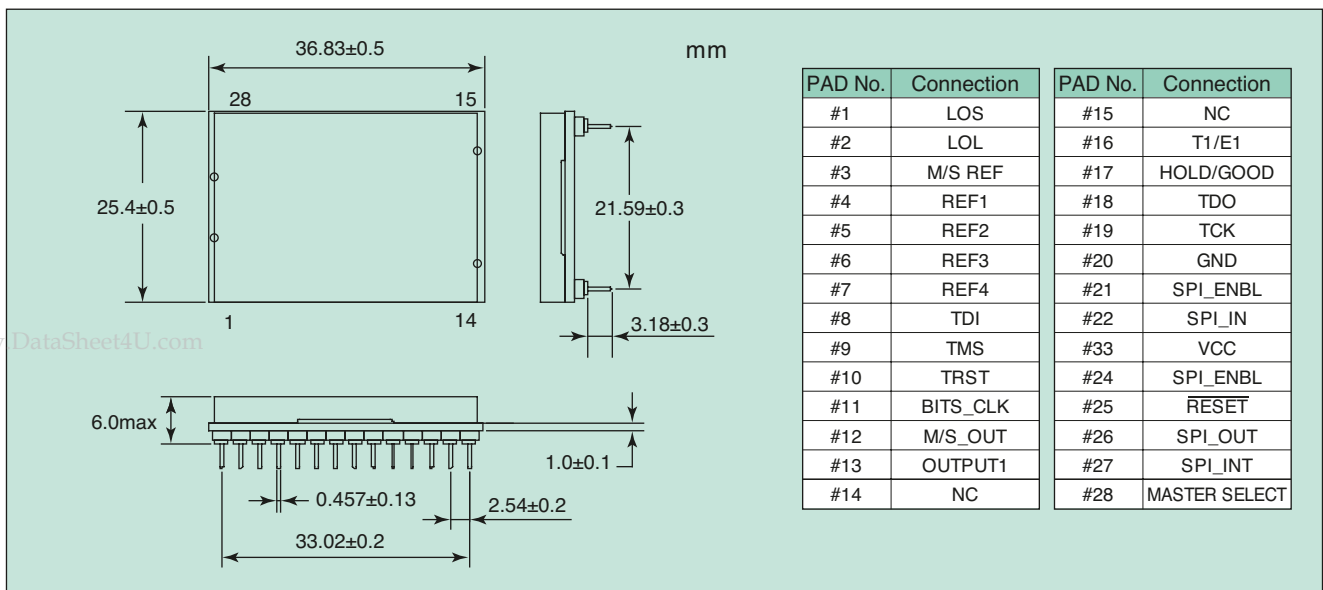 36.83±0.5
mm
28 15
25.4±0.5
21.59±0.3
1 14
3.18±0.3
.DataSheet4U.com
6.0max
1.0±0.1
0.457±0.13
2.54±0.2
33.02±0.2
PAD No. Connection
#1 LOS
#2 LOL
#3 M/S REF
#4 REF1
#5 REF2
#6 REF3
#7 REF4
#8 TDI
#9 TMS
#10 TRST
#11 BITS_CLK
#12 M/S_OUT
#13 OUTPUT1
#14 NC
PAD No. Connection
#15 NC
#16 T1/E1
#17 HOLD/GOOD
#18 TDO
#19 TCK
#20 GND
#21 SPI_ENBL
#22 SPI_IN
#33 VCC
#24 SPI_ENBL
#25 RESET
#26 SPI_OUT
#27 SPI_INT
#28 MASTER SELECT